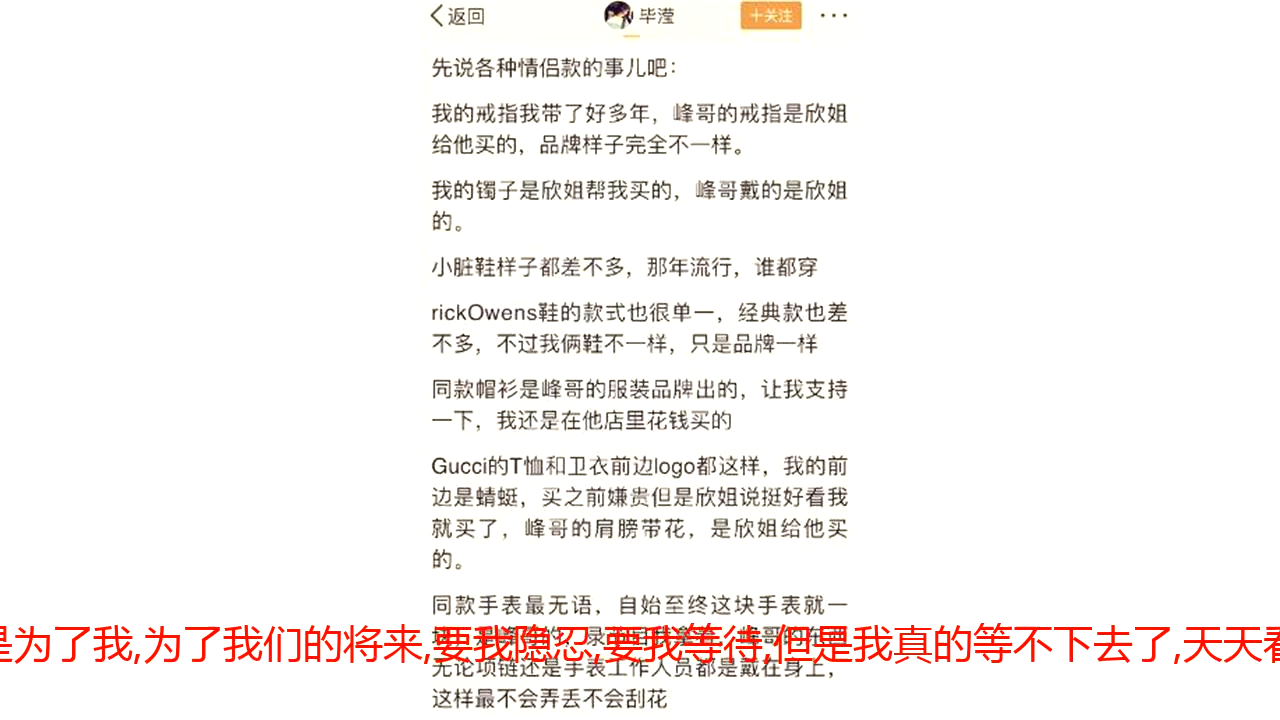 返回
毕滢
+关注
先说各种情侣款的事儿吧：
我的戒指我带了好多年，峰哥的戒指是欣姐
给他买的，品牌样子完全不一样。
我的镯子是欣姐帮我买的，峰哥戴的是欣姐
的。
小脏鞋样子都差不多，那年流行，谁都穿
rickOwens鞋的款式也很单一，经典款也差
不多，不过我俩鞋不一样，只是品牌一样
同款帽衫是峰哥的服装品牌出的，让我支持
一下，我还是在他店里花钱买的
Gucci的T恤和卫衣前边logo都这样，我的前
边是蜻蜓，买之前嫌贵但是欣姐说挺好看我
就买了，峰哥的肩膀带花，是欣姐给他买
的。
同款手表最无语，自始至终这块手表就一
是为了我,为了我们的将来,要我隐忍,要我等待,但是我真的等不下去了,天天看
无论项链还是手表工作人员都是戴在身上，
这样最不会弄丢不会刮花